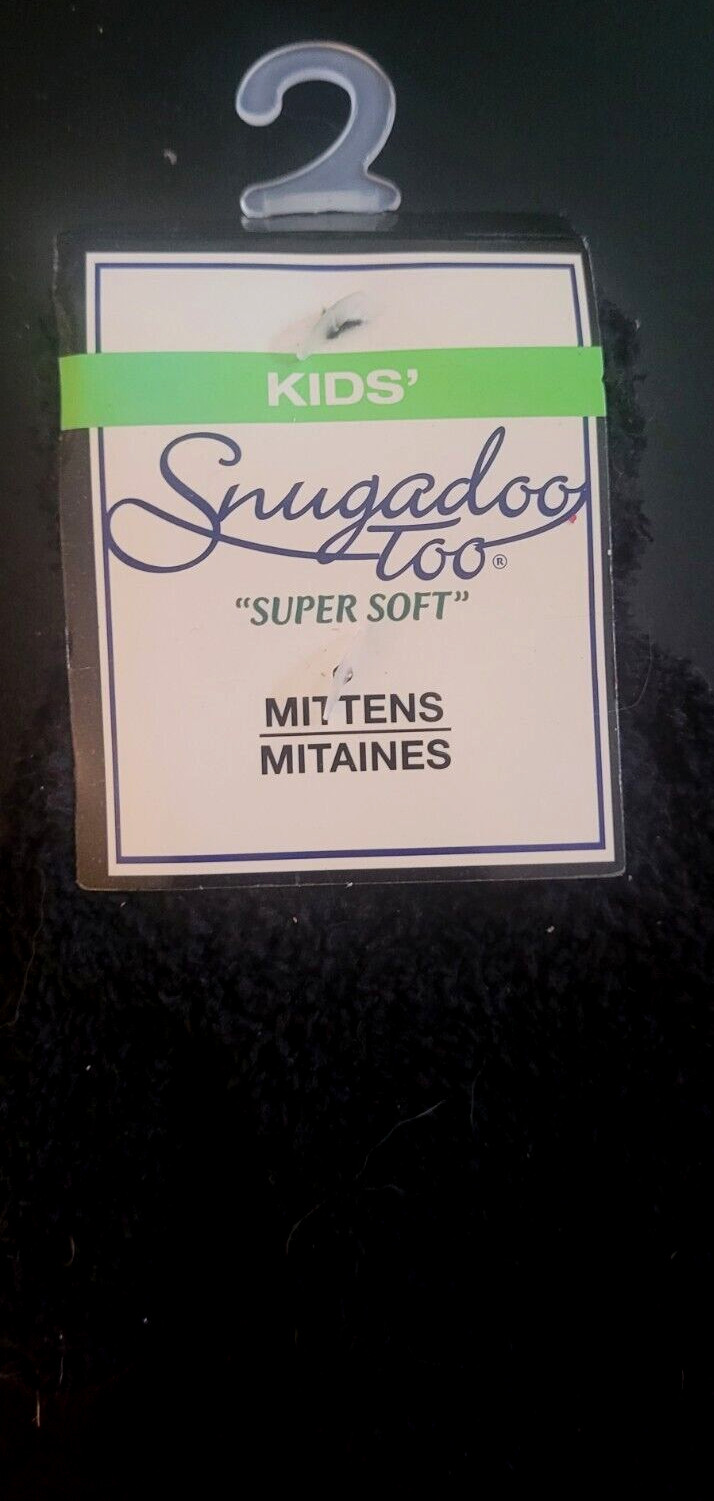 KIDS’
Snugadoo
Too®
“SUPER SOFT”
MITTENS
MITAINES